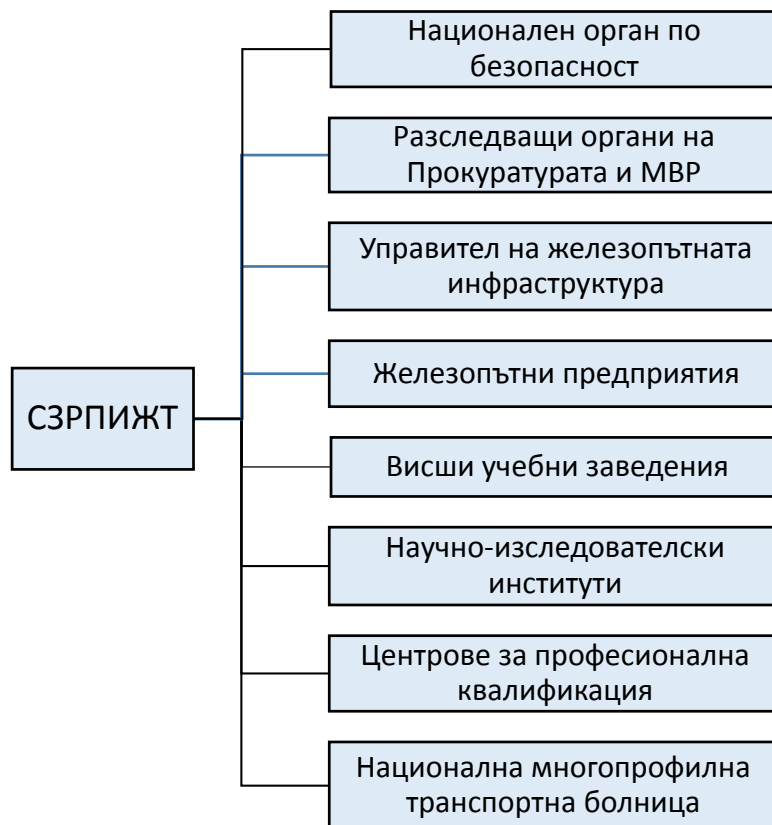 Национален орган по
безопасност
Разследващи органи на
Прокуратурата и МВР
Управител на железопътната
инфраструктура
СЗРПИЖТ
Железопътни предприятия
Висши учебни заведения
Научно-изследователски
институти
Центрове за професионална
квалификация
Национална многопрофилна
транспортна болница